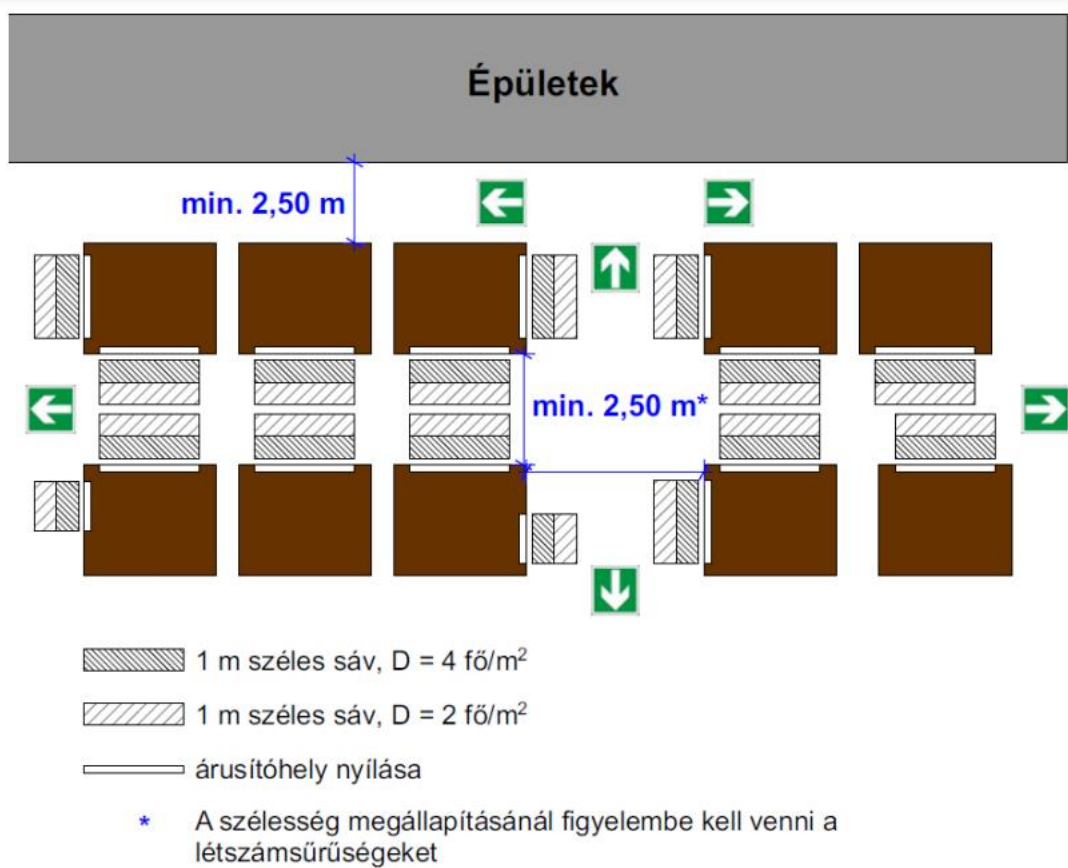 Épületek
min. 2,50 m
min. 2,50 m*
1 m széles sáv, D = 4 fő/m²
1 m széles sáv, D = 2 fő/m²
árusítóhely nyílása
* A szélesség megállapításánál figyelembe kell venni a
létszámsűrűségeket